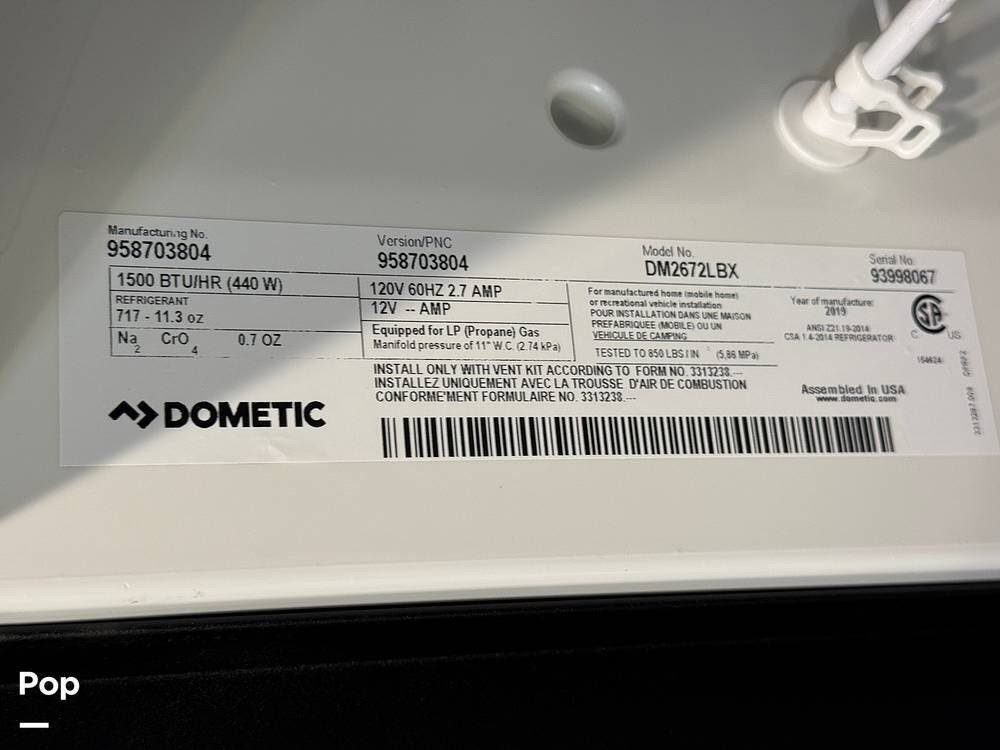 Manufacturing No.
958703804
Version/PNC
958703804
Model No.
DM2672LBX
Serial No.
93998067
1500 BTU/HR (440 W)
REFRIGERANT
717 - 11.3 oz
Na2 CrO4 0.7 OZ
120V 60HZ 2.7 AMP
12V -- AMP
Equipped for LP (Propane) Gas
Manifold pressure of 11" W.C. (2.74 kPa)
For manufactured home (mobile home)
or recreational vehicle installation
POUR INSTALLATION DANS UNE MAISON
PREFABRIQUEE (MOBILE) OU UN
VEHICULE DE CAMPING
TESTED TO 850 LBS/IN (5,86 MPa)
Year of manufacture:
2019
ANSI Z21.19-2014
CSA 1.4-2014 REFRIGERATOR
C US
154624
INSTALL ONLY WITH VENT KIT ACCORDING TO FORM NO. 3313238.---
INSTALLEZ UNIQUEMENT AVEC LA TROUSSE D'AIR DE COMBUSTION
CONFORME'MENT FORMULAIRE NO. 3313238.---
Assembled In USA
www.dometic.com
DOMETIC
Pop